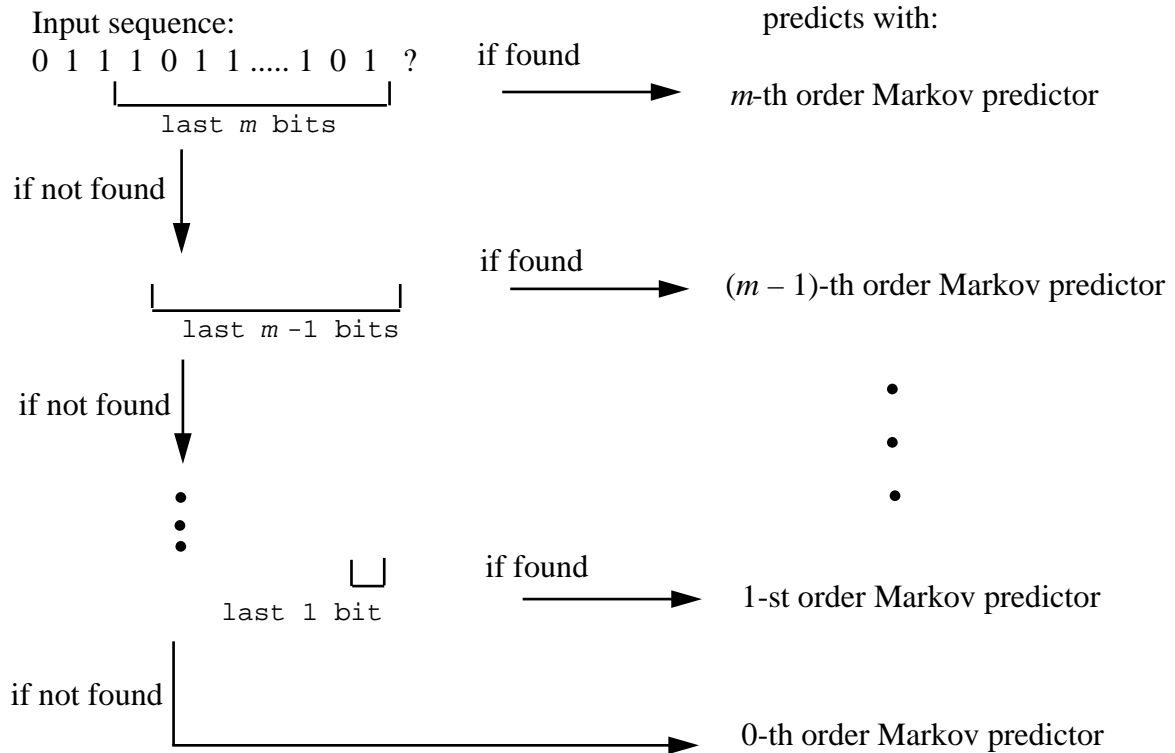 Input sequence:
predicts with:
0 1 1 1 0 1 1 ..... 1 0 1 ?
if found
m-th order Markov predictor
last m bits
if not found
if found
(m – 1)-th order Markov predictor
last m -1 bits
if not found
if found
1-st order Markov predictor
last 1 bit
if not found
0-th order Markov predictor